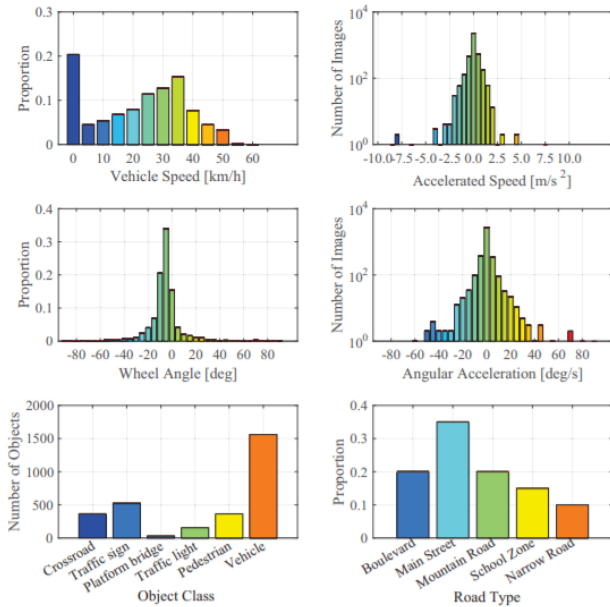 0.3
0.2
0.1
0
Proportion
0 10 20 30 40 50 60
Vehicle Speed [km/h]
10^4
10^2
10^0
Number of Images
-10.0 -7.5 -5.0 -2.5 0.0 2.5 5.0 7.5 10.0
Accelerated Speed [m/s^2]
0.4
0.3
0.2
0.1
0
Proportion
-80 -60 -40 -20 0 20 40 60 80
Wheel Angle [deg]
10^4
10^2
10^0
Number of Images
-80 -60 -40 -20 0 20 40 60 80
Angular Acceleration [deg/s]
2000
1500
1000
500
0
Number of Objects
Crossroad
Traffic sign
Platform bridge
Traffic light
Pedestrian
Vehicle
Object Class
0.4
0.3
0.2
0.1
0
Proportion
Boulevard
Main Street
Mountain Road
School Zone
Narrow Road
Road Type